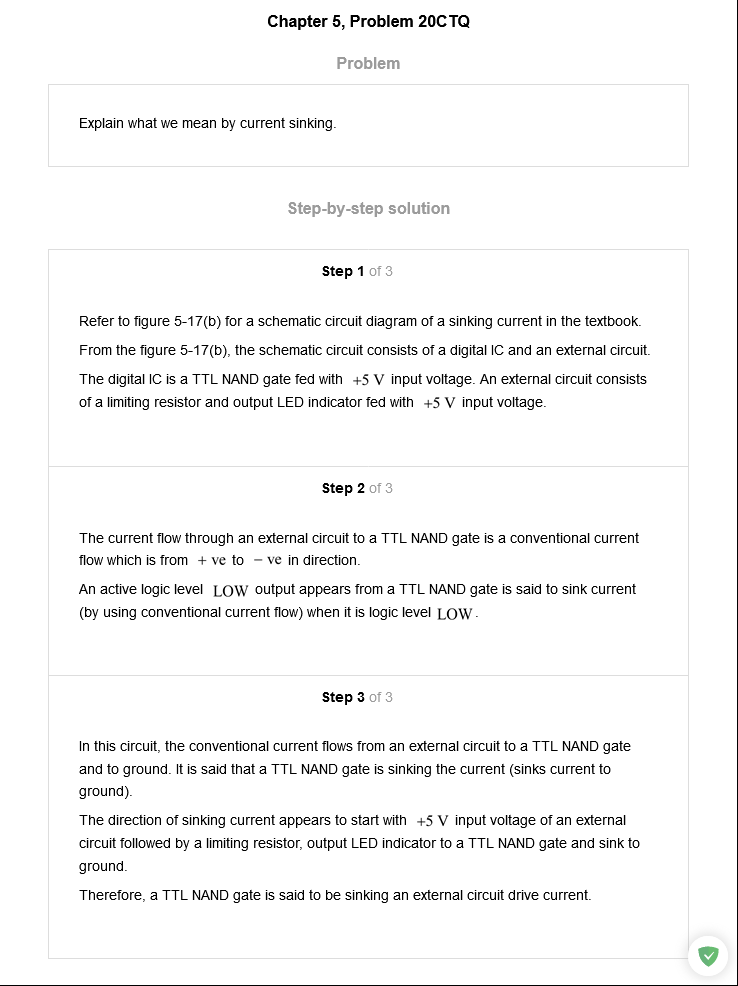 Chapter 5, Problem 20CTQ
Problem
Explain what we mean by current sinking.
Step-by-step solution
Step 1 of 3
Refer to figure 5-17(b) for a schematic circuit diagram of a sinking current in the textbook.
From the figure 5-17(b), the schematic circuit consists of a digital IC and an external circuit.
The digital IC is a TTL NAND gate fed with +5 V input voltage. An external circuit consists
of a limiting resistor and output LED indicator fed with +5 V input voltage.
Step 2 of 3
The current flow through an external circuit to a TTL NAND gate is a conventional current
flow which is from + ve to − ve in direction.
An active logic level LOW output appears from a TTL NAND gate is said to sink current
(by using conventional current flow) when it is logic level LOW.
Step 3 of 3
In this circuit, the conventional current flows from an external circuit to a TTL NAND gate
and to ground. It is said that a TTL NAND gate is sinking the current (sinks current to
ground).
The direction of sinking current appears to start with +5 V input voltage of an external
circuit followed by a limiting resistor, output LED indicator to a TTL NAND gate and sink to
ground.
Therefore, a TTL NAND gate is said to be sinking an external circuit drive current.